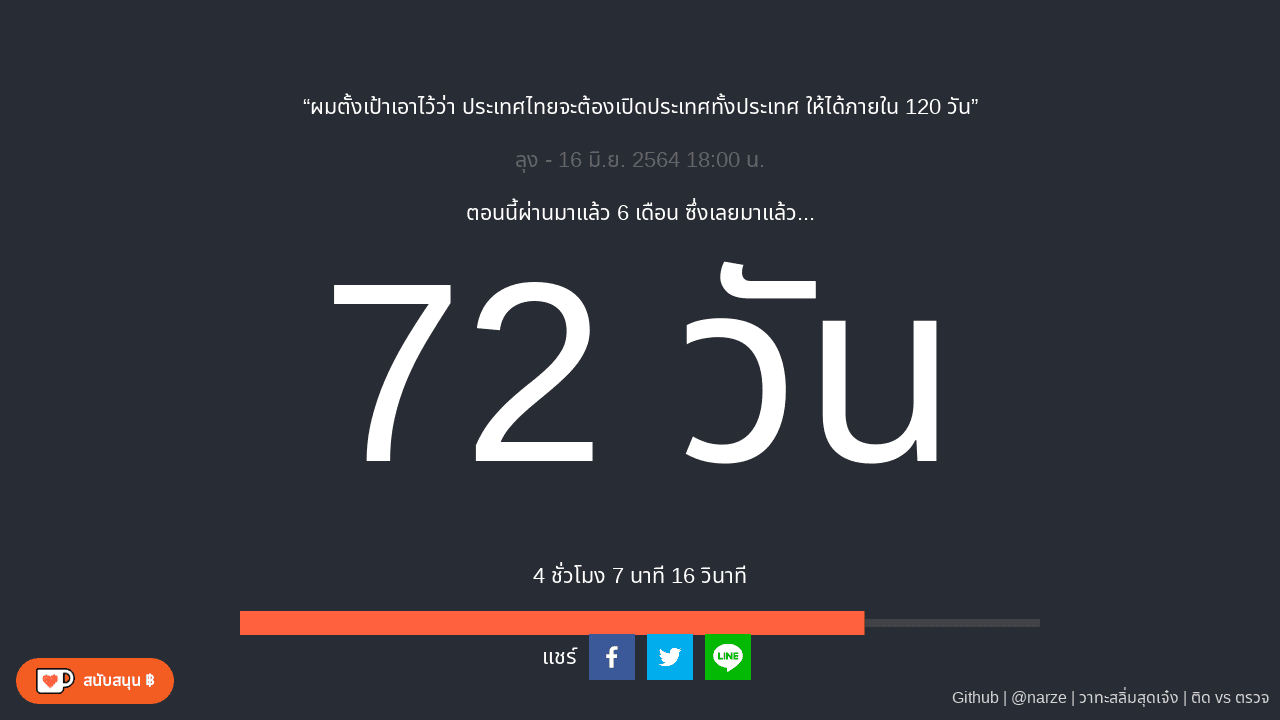 “ผมตั้งเป้าเอาไว้ว่า ประเทศไทยจะต้องเปิดประเทศทั้งประเทศ ให้ได้ภายใน 120 วัน”
ลุง - 16 มิ.ย. 2564 18:00 น.
ตอนนี้ผ่านมาแล้ว 6 เดือน ซึ่งเลยมาแล้ว...
72 วัน
4 ชั่วโมง 7 นาที 16 วินาที
แชร์
LINE
สนับสนุน ฿
Github | @narze | วาทะสลิ่มสุดเจ๋ง | ติด vs ตรวจ